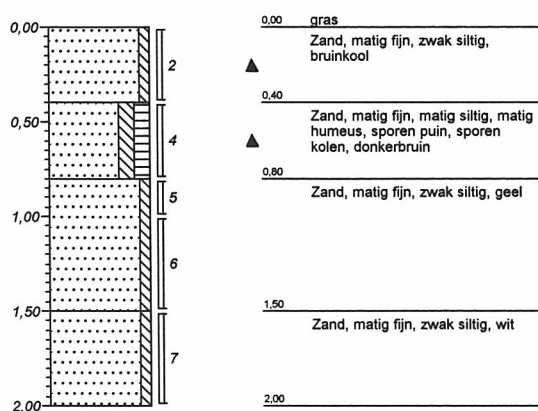 0,00
0,50
1,00
1,50
2,00
2
4
5
6
7
0,00 gras
Zand, matig fijn, zwak siltig,
bruinkool
0,40
Zand, matig fijn, matig siltig, matig
humeus, sporen puin, sporen
kolen, donkerbruin
0,80
Zand, matig fijn, zwak siltig, geel
1,50
Zand, matig fijn, zwak siltig, wit
2,00